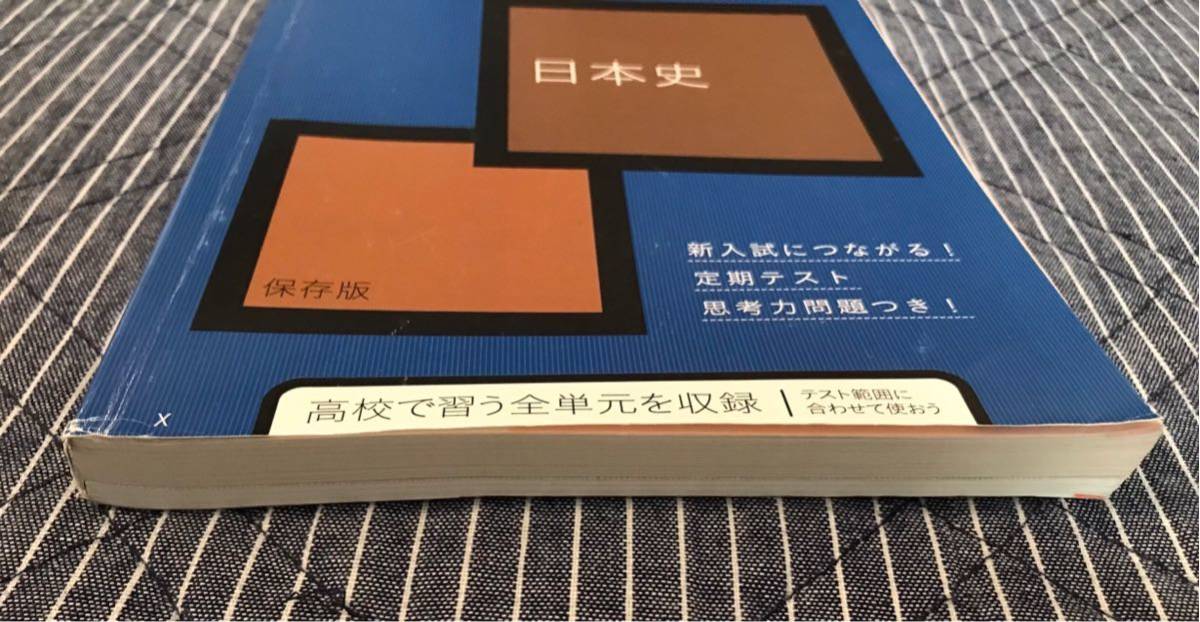 日本史
保存版
新入試につながる!
定期テスト
思考力問題つき!
高校で習う全単元を収録
テスト範囲に
合わせて使おう
X